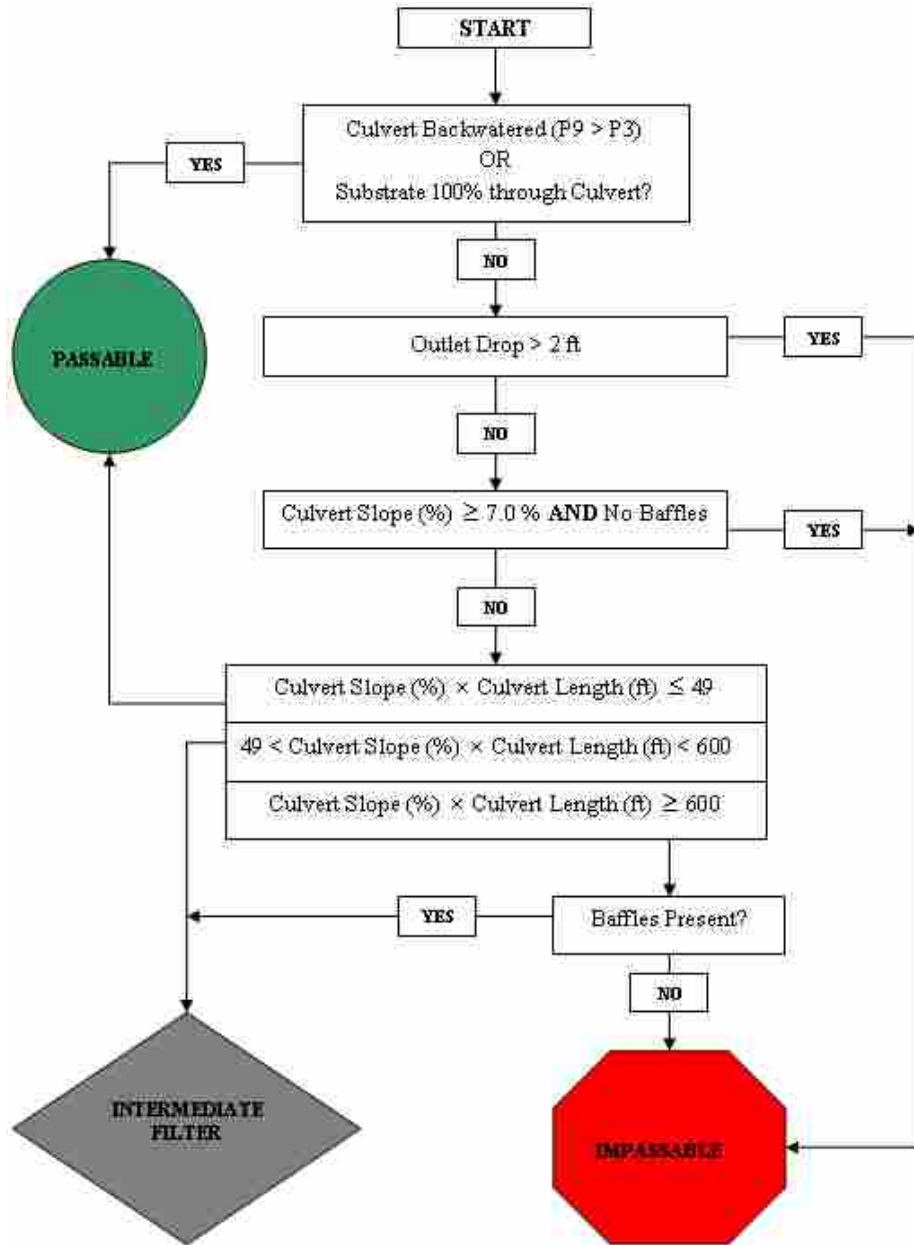 START
Culvert Backwatered (P9 > P3)
OR
Substrate 100% through Culvert?
YES
NO
PASSABLE
Outlet Drop > 2 ft
YES
NO
Culvert Slope (%) ≥ 7.0 % AND No Baffles
YES
NO
Culvert Slope (%) × Culvert Length (ft) ≤ 49
49 < Culvert Slope (%) × Culvert Length (ft) < 600
Culvert Slope (%) × Culvert Length (ft) ≥ 600
YES
Baffles Present?
NO
INTERMEDIATE
FILTER
IMPASSABLE